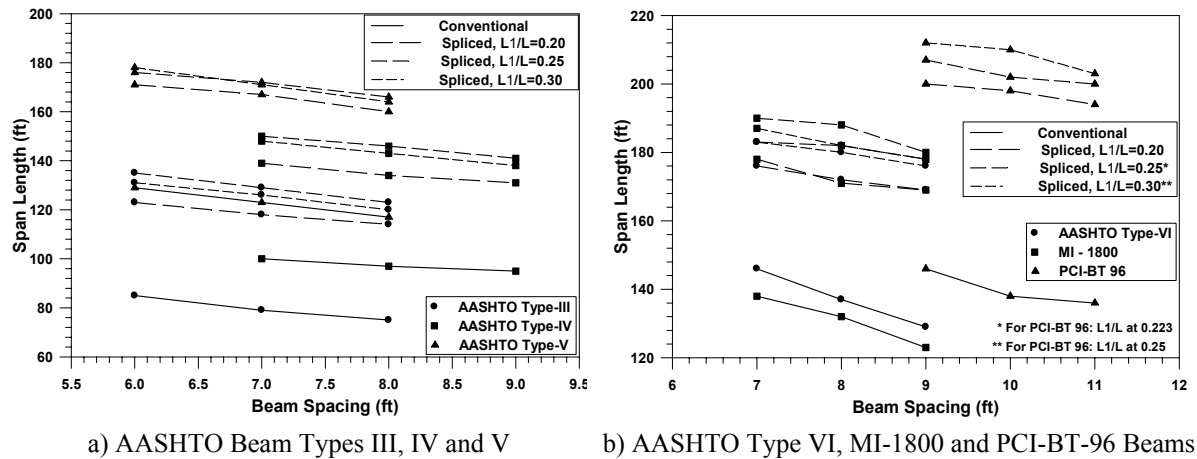 200
180
160
140
120
100
80
60
Span Length (ft)
5.5 6.0 6.5 7.0 7.5 8.0 8.5 9.0 9.5
Beam Spacing (ft)
Conventional
Spliced, L1/L=0.20
Spliced, L1/L=0.25
Spliced, L1/L=0.30
AASHTO Type-III
AASHTO Type-IV
AASHTO Type-V
a) AASHTO Beam Types III, IV and V
220
200
180
160
140
120
Span Length (ft)
6 7 8 9 10 11 12
Beam Spacing (ft)
Conventional
Spliced, L1/L=0.20
Spliced, L1/L=0.25*
Spliced, L1/L=0.30**
AASHTO Type-VI
MI - 1800
PCI-BT 96
* For PCI-BT 96: L1/L at 0.223
** For PCI-BT 96: L1/L at 0.25
b) AASHTO Type VI, MI-1800 and PCI-BT-96 Beams